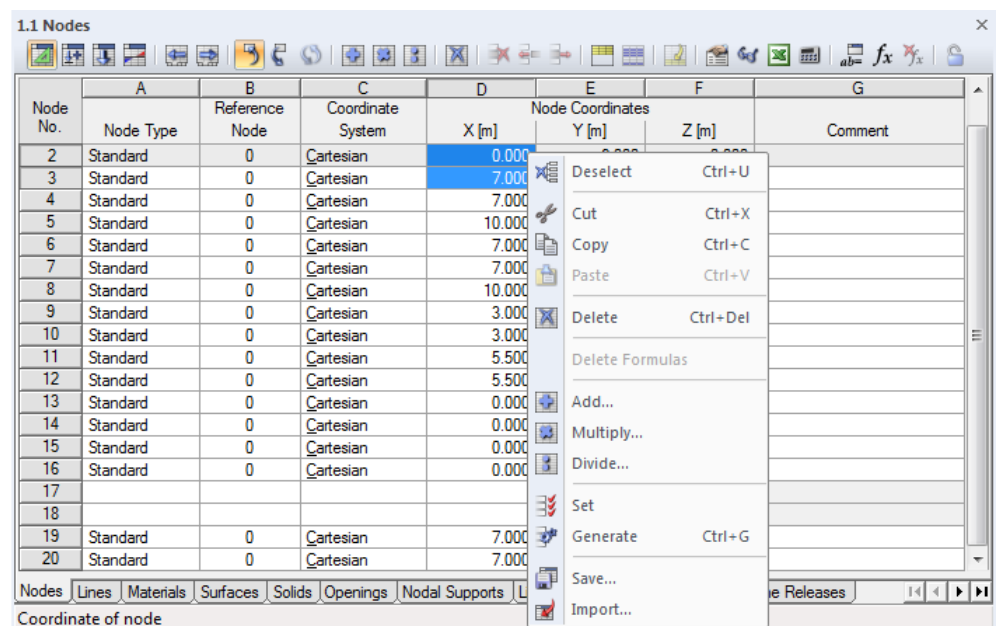 1.1 Nodes
ab= fx fx
A B C D E F G
Node No. Node Type Reference Node Coordinate System Node Coordinates X [m] Y [m] Z [m] Comment
2 Standard 0 Cartesian 0.000 0.000 0.000
3 Standard 0 Cartesian 7.000
4 Standard 0 Cartesian 7.000
5 Standard 0 Cartesian 10.000
6 Standard 0 Cartesian 7.000
7 Standard 0 Cartesian 7.000
8 Standard 0 Cartesian 10.000
9 Standard 0 Cartesian 3.000
10 Standard 0 Cartesian 3.000
11 Standard 0 Cartesian 5.500
12 Standard 0 Cartesian 5.500
13 Standard 0 Cartesian 0.000
14 Standard 0 Cartesian 0.000
15 Standard 0 Cartesian 0.000
16 Standard 0 Cartesian 0.000
17
18
19 Standard 0 Cartesian 7.000
20 Standard 0 Cartesian 7.000
Deselect Ctrl+U
Cut Ctrl+X
Copy Ctrl+C
Paste Ctrl+V
Delete Ctrl+Del
Delete Formulas
Add...
Multiply...
Divide...
Set
Generate Ctrl+G
Save...
Import...
Nodes Lines Materials Surfaces Solids Openings Nodal Supports L e Releases
Coordinate of node